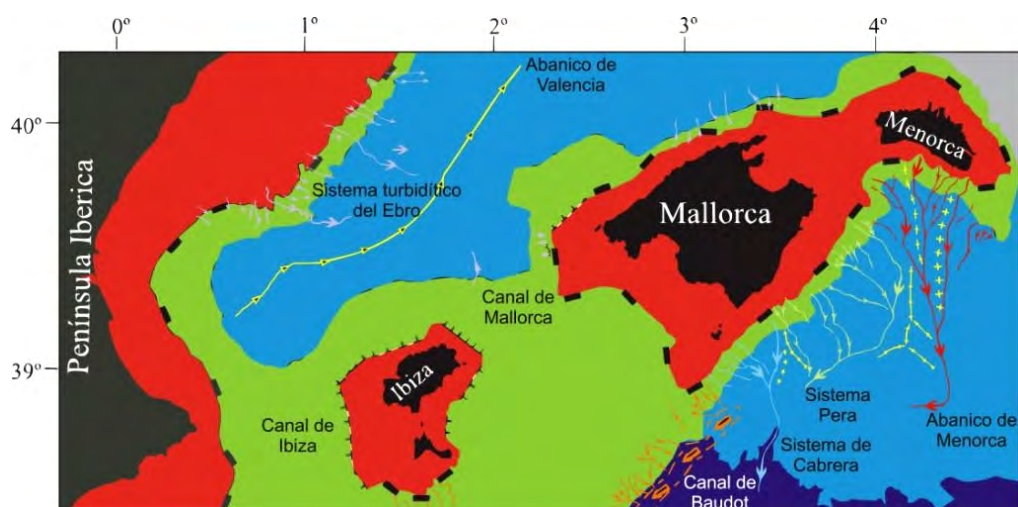 0º
1º
2º
3º
4º
40º
39º
Península Iberica
Abanico de
Valencia
Sistema turbidítico
del Ebro
Menorca
Mallorca
Canal de
Mallorca
Ibiza
Canal de
Ibiza
Sistema
Pera
Abanico de
Menorca
Sistema de
Cabrera
Canal de
Baudot